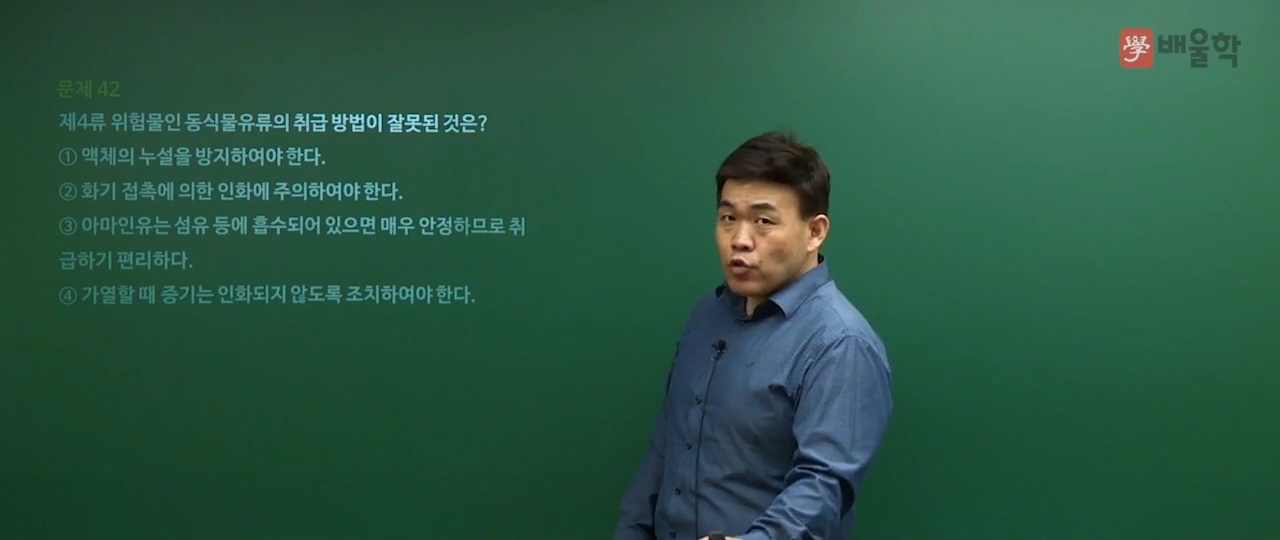 學 배울학
문제 42
제4류 위험물인 동식물유류의 취급 방법이 잘못된 것은?
① 액체의 누설을 방지하여야 한다.
② 화기 접촉에 의한 인화에 주의하여야 한다.
③ 아마인유는 섬유 등에 흡수되어 있으면 매우 안정하므로 취
급하기 편리하다.
④ 가열할 때 증기는 인화되지 않도록 조치하여야 한다.